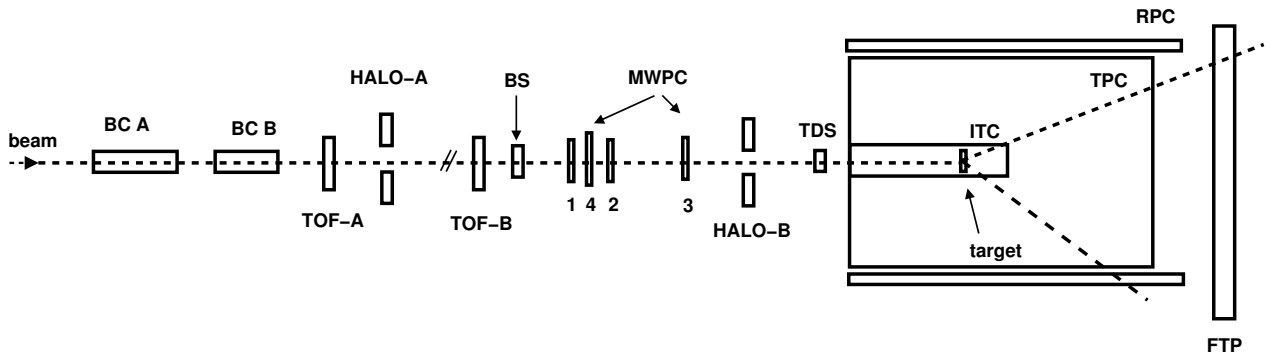 RPC
HALO−A
BS
MWPC
TPC
beam
BC A
BC B
TDS
ITC
1
4
2
3
TOF−A
TOF−B
HALO−B
target
FTP